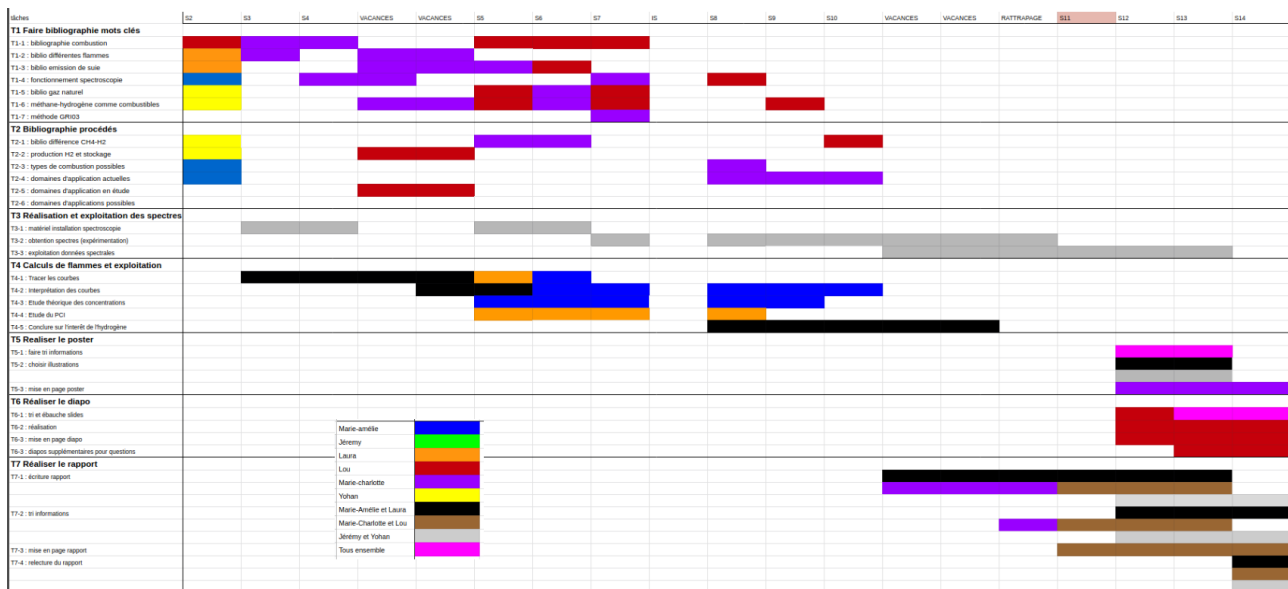 tâches S2 S3 S4 VACANCES VACANCES S5 S6 S7 IS S8 S9 S10 VACANCES VACANCES RATTRAPAGE S11 S12 S13 S14
T1 Faire bibliographie mots clés
T1-1 : bibliographie combustion
T1-2 : biblio différentes flammes
T1-3 : biblio emission de suie
T1-4 : fonctionnement spectroscopie
T1-5 : biblio gaz naturel
T1-6 : méthane-hydrogène comme combustibles
T1-7 : méthode GRI03
T2 Bibliographie procédés
T2-1 : biblio différence CH4-H2
T2-2 : production H2 et stockage
T2-3 : types de combustion possibles
T2-4 : domaines d'application actuelles
T2-5 : domaines d'application en étude
T2-6 : domaines d'applications possibles
T3 Réalisation et exploitation des spectres
T3-1 : matériel installation spectroscopie
T3-2 : obtention spectres (expérimentation)
T3-3 : exploitation données spectrales
T4 Calculs de flammes et exploitation
T4-1 : Tracer les courbes
T4-2 : Interprétation des courbes
T4-3 : Etude théorique des concentrations
T4-4 : Etude du PCI
T4-5 : Conclure sur l'interêt de l'hydrogène
T5 Realiser le poster
T5-1 : faire tri informations
T5-2 : choisir illustrations
T5-3 : mise en page poster
T6 Réaliser le diapo
T6-1 : tri et ébauche slides
T6-2 : réalisation
T6-3 : mise en page diapo
T6-3 : diapos supplémentaires pour questions
T7 Réaliser le rapport
T7-1 : écriture rapport
T7-2 : tri informations
T7-3 : mise en page rapport
T7-4 : relecture du rapport
Marie-amélie
Jéremy
Laura
Lou
Marie-charlotte
Yohan
Marie-Amélie et Laura
Marie-Charlotte et Lou
Jérémy et Yohan
Tous ensemble